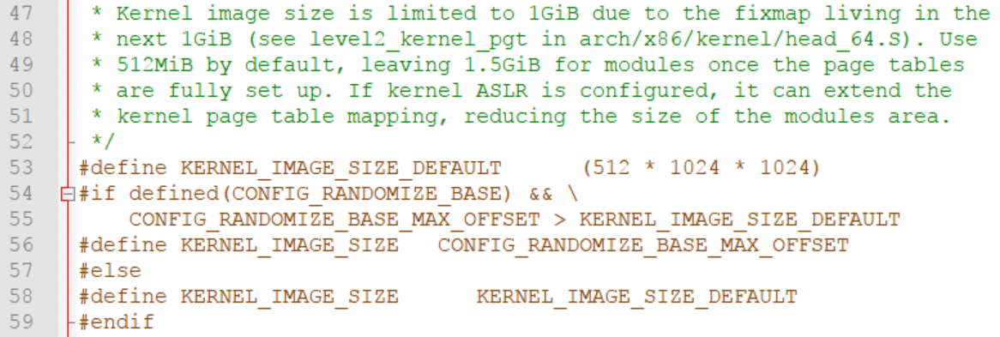 47 * Kernel image size is limited to 1GiB due to the fixmap living in the
48 * next 1GiB (see level2_kernel_pgt in arch/x86/kernel/head_64.S). Use
49 * 512MiB by default, leaving 1.5GiB for modules once the page tables
50 * are fully set up. If kernel ASLR is configured, it can extend the
51 * kernel page table mapping, reducing the size of the modules area.
52 */
53 #define KERNEL_IMAGE_SIZE_DEFAULT      (512 * 1024 * 1024)
54 #if defined(CONFIG_RANDOMIZE_BASE) && \
55     CONFIG_RANDOMIZE_BASE_MAX_OFFSET > KERNEL_IMAGE_SIZE_DEFAULT
56 #define KERNEL_IMAGE_SIZE   CONFIG_RANDOMIZE_BASE_MAX_OFFSET
57 #else
58 #define KERNEL_IMAGE_SIZE      KERNEL_IMAGE_SIZE_DEFAULT
59 #endif